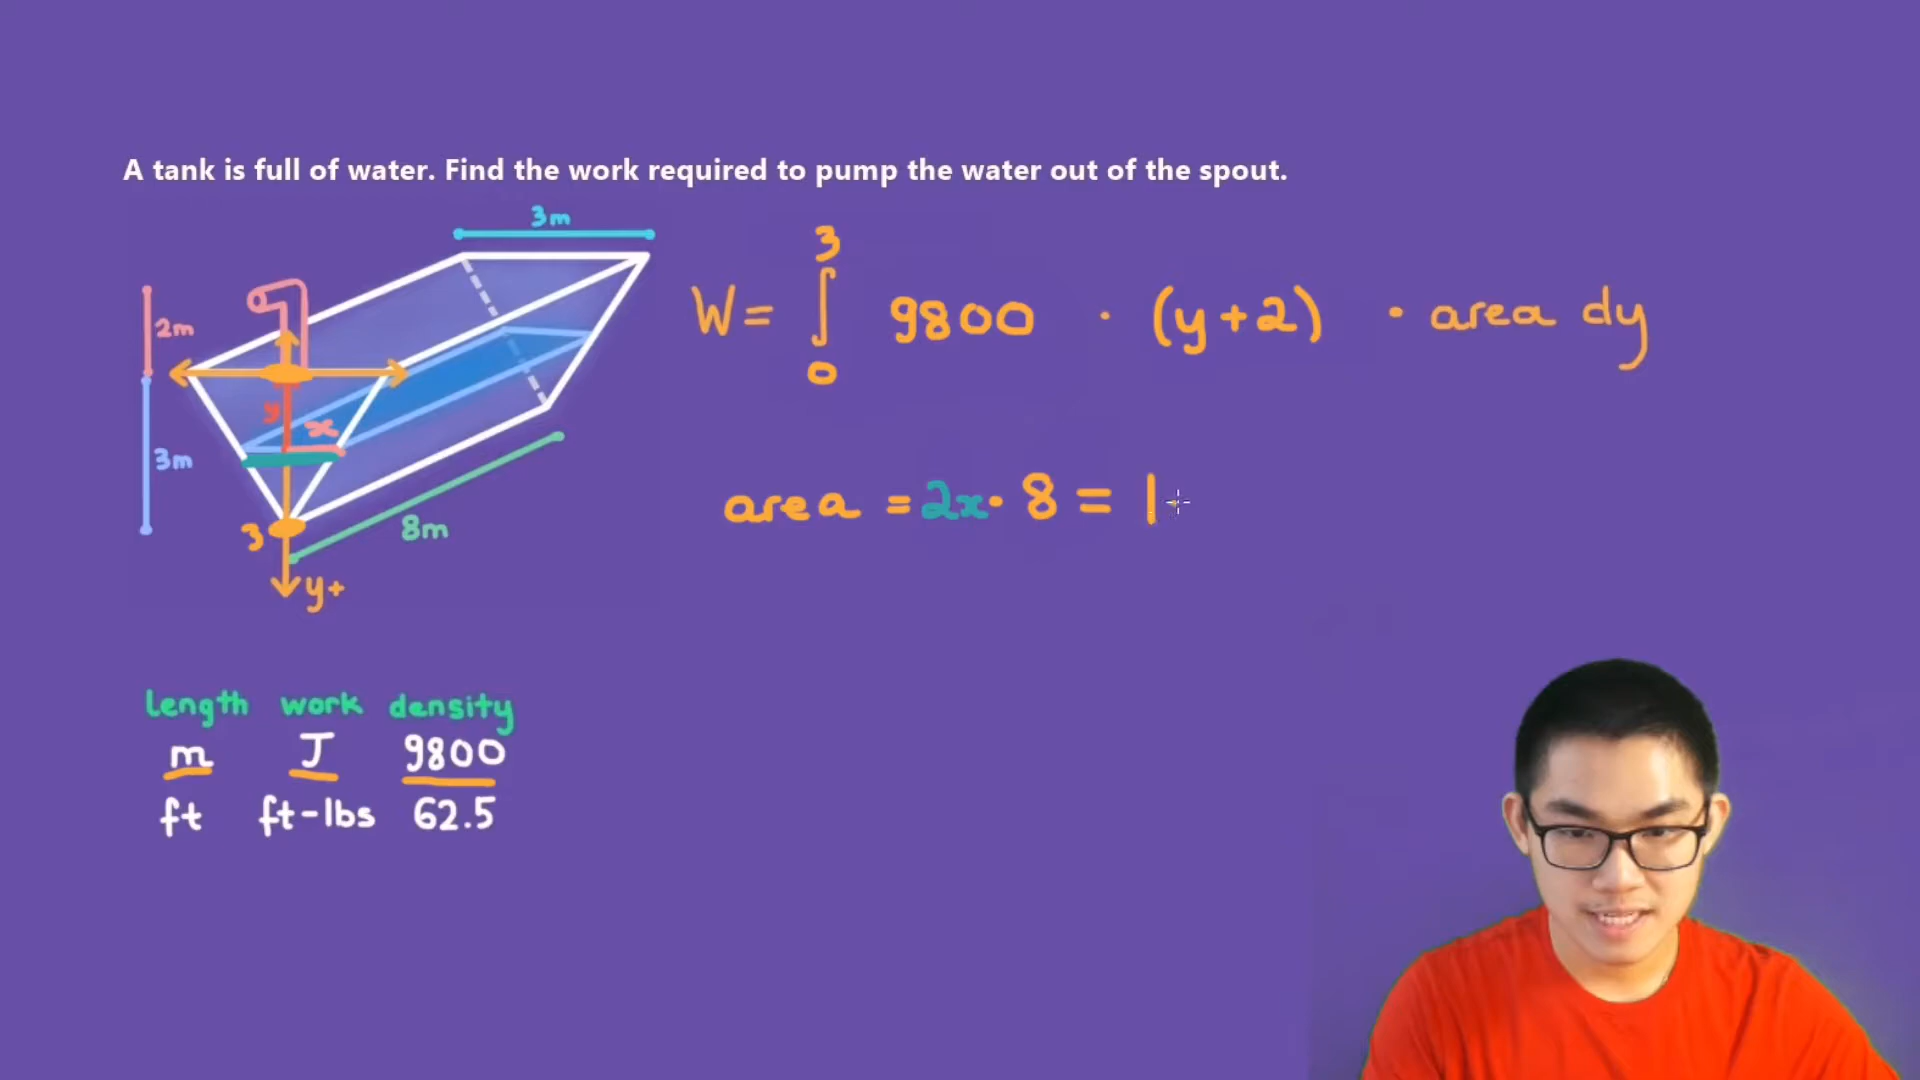 A tank is full of water. Find the work required to pump the water out of the spout.
3m
2m
3m
y
x
3
8m
y+
W = ∫₀³ 9800 · (y+2) · area dy
area = 2x · 8 = 1
length work density
m J 9800
ft ft-lbs 62.5